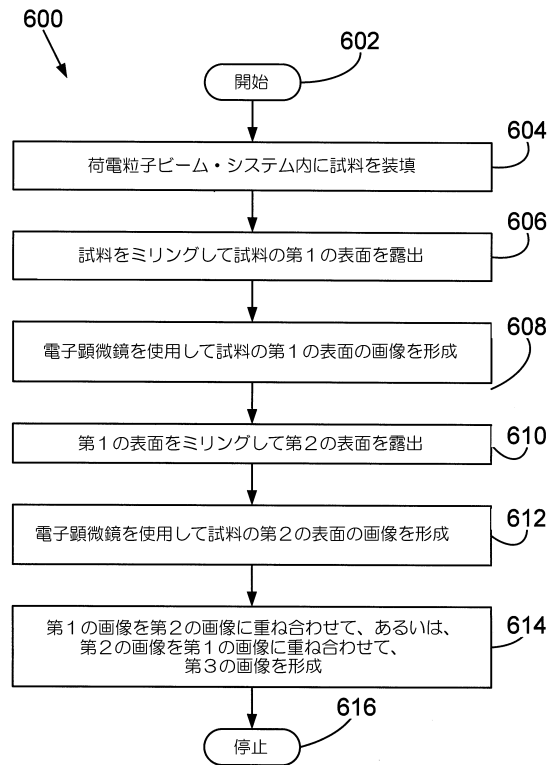 600
602
開始
604
荷電粒子ビーム・システム内に試料を装填
606
試料をミリングして試料の第1の表面を露出
608
電子顕微鏡を使用して試料の第1の表面の画像を形成
610
第1の表面をミリングして第2の表面を露出
612
電子顕微鏡を使用して試料の第2の表面の画像を形成
614
第1の画像を第2の画像に重ね合わせて、あるいは、
第2の画像を第1の画像に重ね合わせて、
第3の画像を形成
616
停止